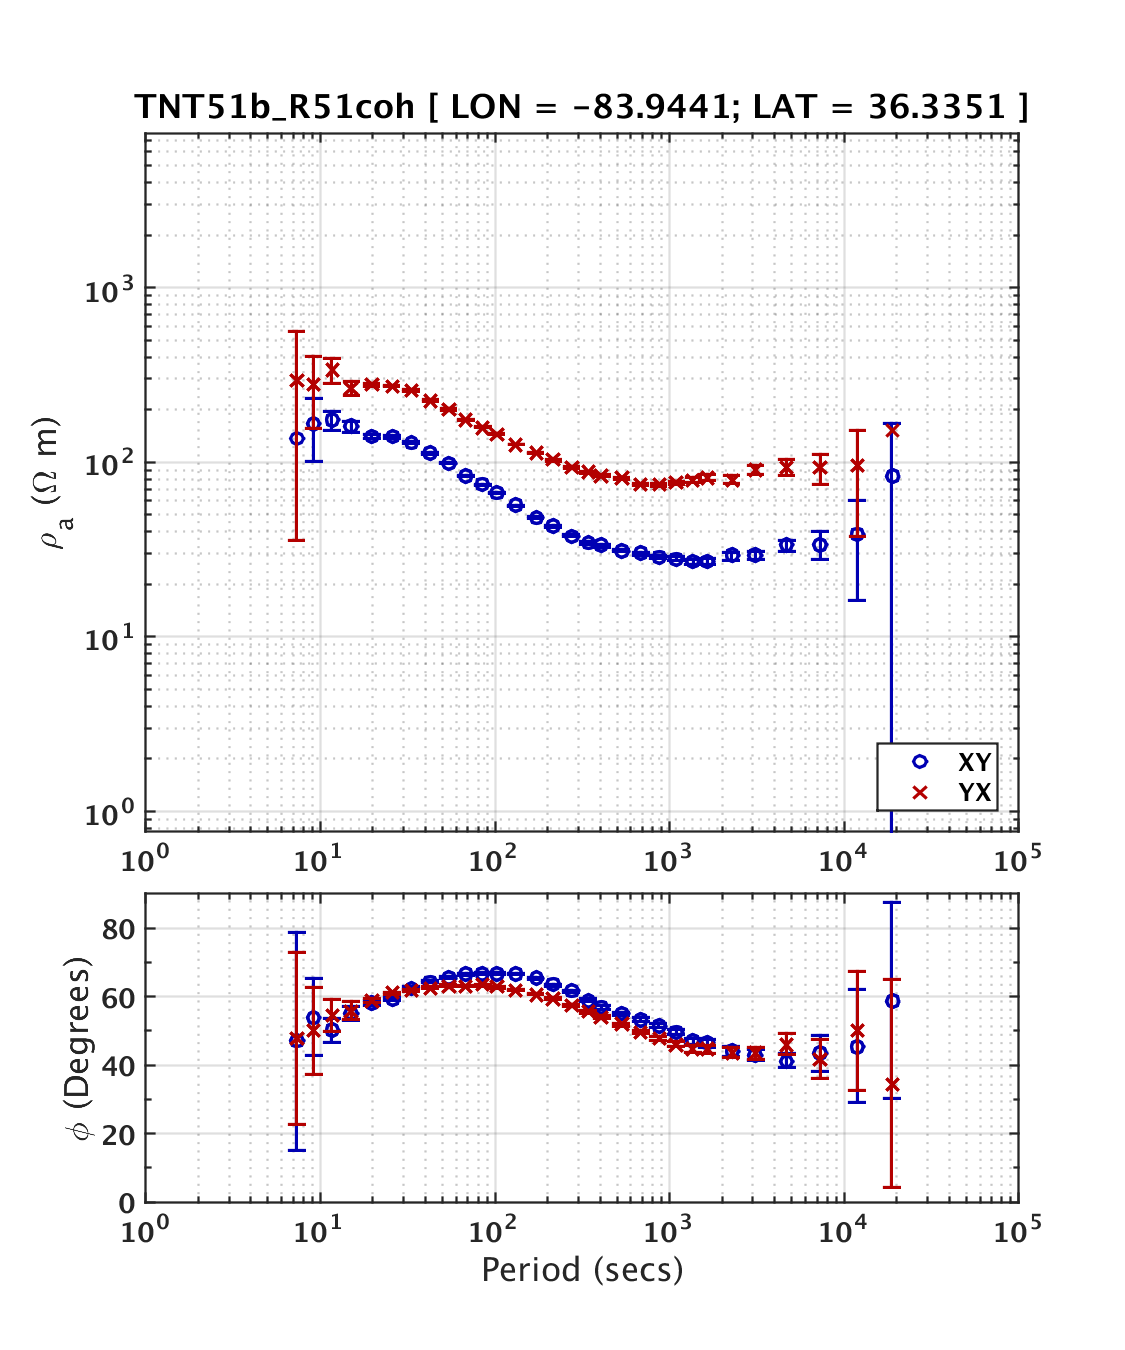 TNT51b_R51coh [ LON = -83.9441; LAT = 36.3351 ]
10³
10²
10¹
10⁰
ρₐ (Ω m)
XY
YX
10⁰ 10¹ 10² 10³ 10⁴ 10⁵
80
60
40
20
0
ϕ (Degrees)
10⁰ 10¹ 10² 10³ 10⁴ 10⁵
Period (secs)